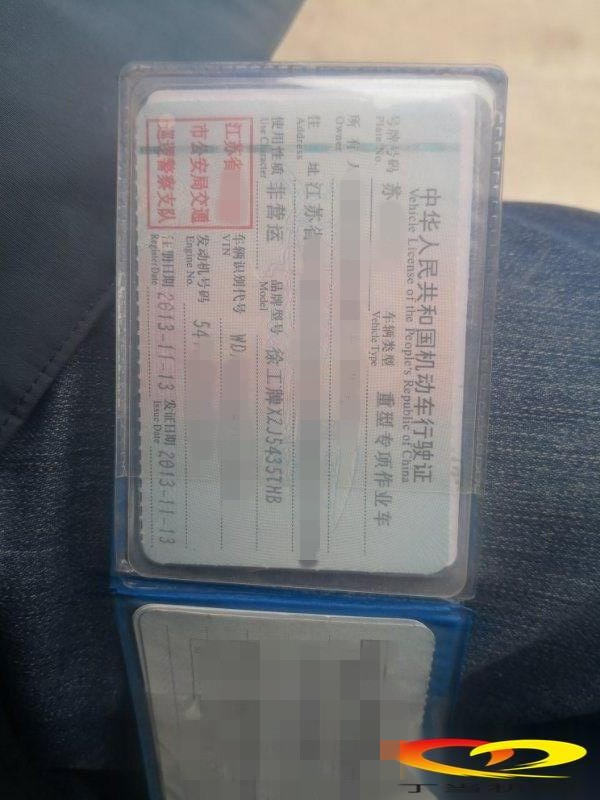 中华人民共和国机动车行驶证
Vehicle License of the People's Republic of China
号牌号码 苏
Plate No.
车辆类型 重型专项作业车
Vehicle Type
所有人
Owner
住址 江苏省
Address
使用性质 非营运
Use Character
品牌型号 徐工牌XZJ5435THB
Model
江苏省
市公安局交通
巡逻警察支队
车辆识别代号 WD
VIN
发动机号码 54
Engine No.
注册日期 2013-11-13
Register Date
发证日期 2013-11-13
Issue Date